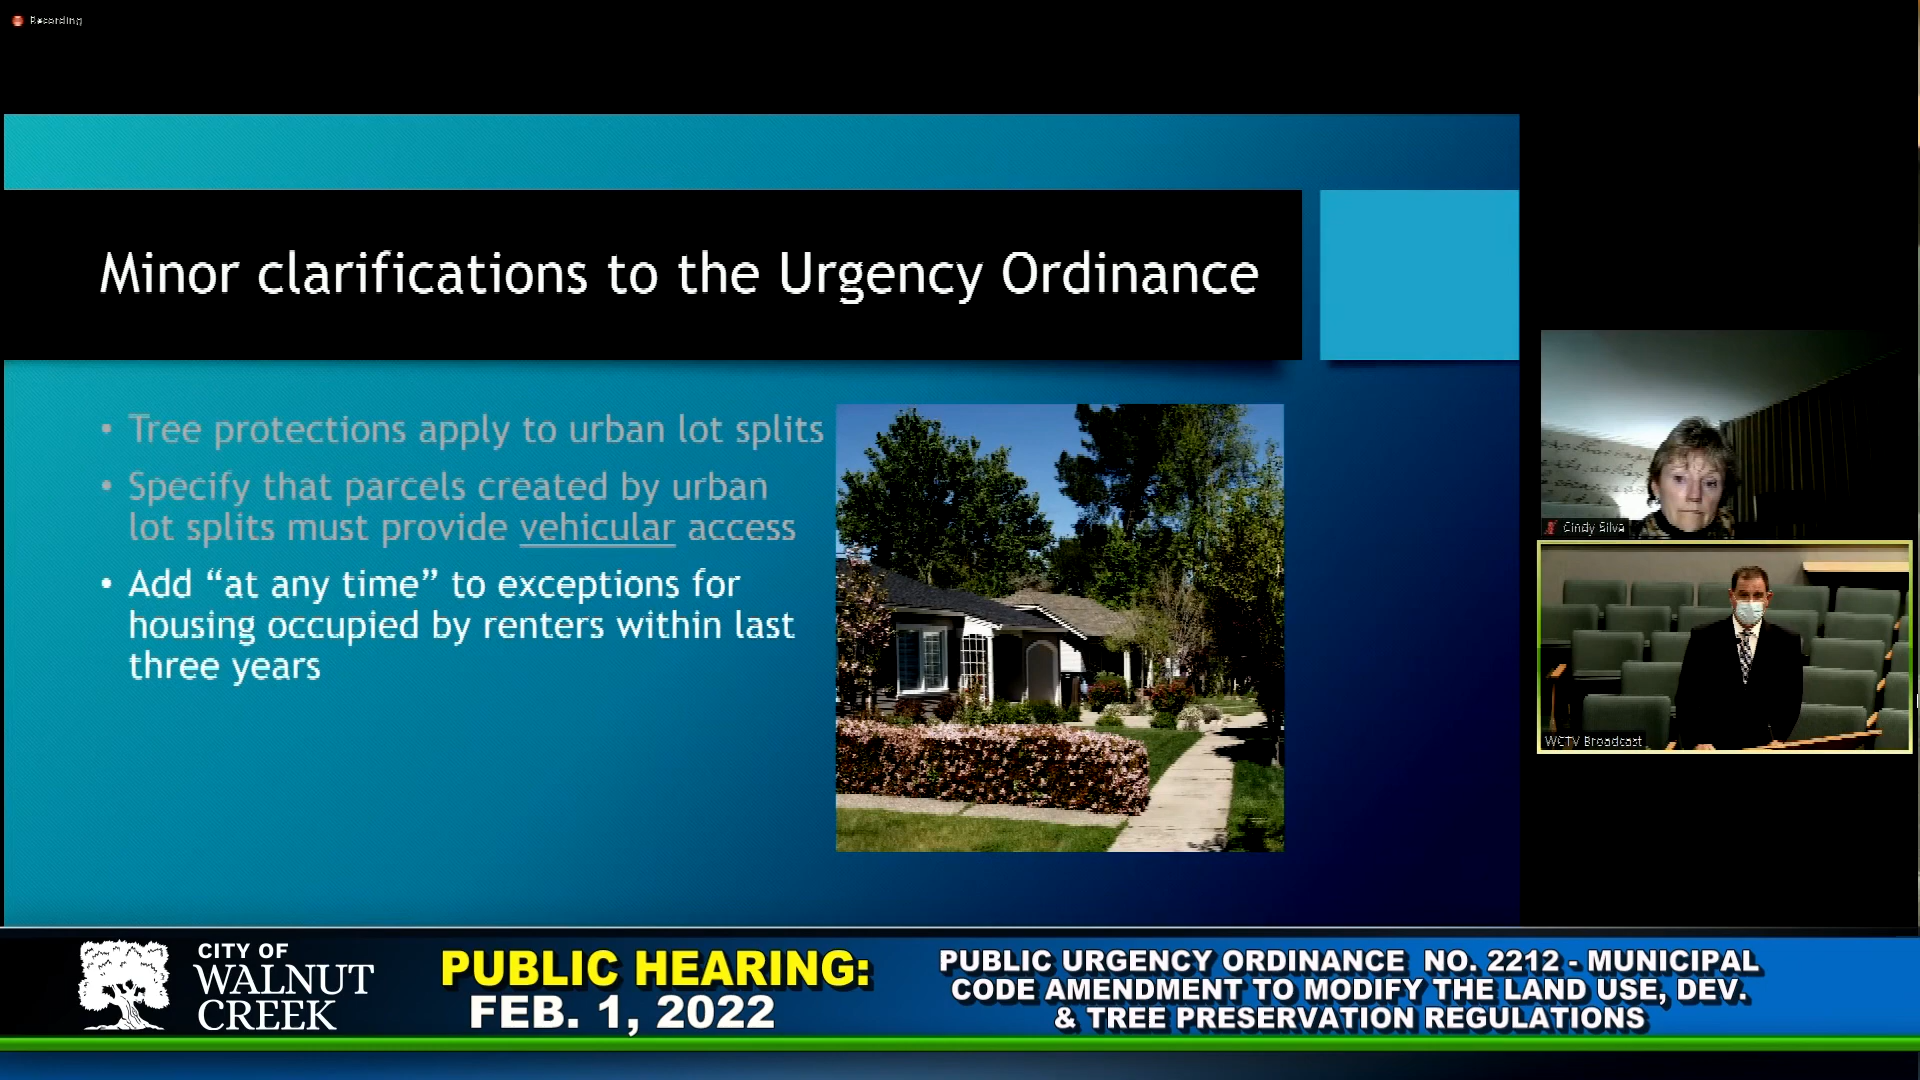 Recording
Minor clarifications to the Urgency Ordinance
• Tree protections apply to urban lot splits
• Specify that parcels created by urban
lot splits must provide vehicular access
• Add “at any time” to exceptions for
housing occupied by renters within last
three years
Cindy Silva
WCTV Broadcast
CITY OF
WALNUT
CREEK
PUBLIC HEARING:
FEB. 1, 2022
PUBLIC URGENCY ORDINANCE NO. 2212 - MUNICIPAL
CODE AMENDMENT TO MODIFY THE LAND USE, DEV.
& TREE PRESERVATION REGULATIONS